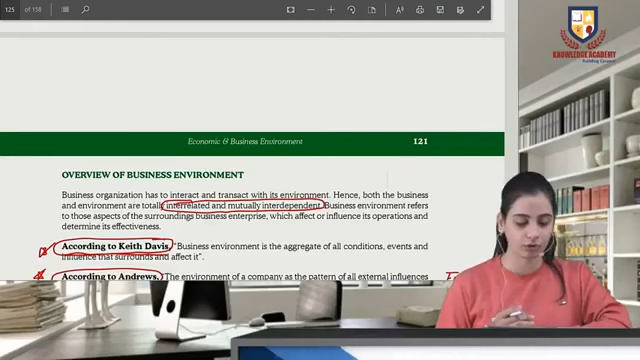 125 of 158
KNOWLEDGE ACADEMY
Building Careers
Economic & Business Environment 121
OVERVIEW OF BUSINESS ENVIRONMENT
Business organization has to interact and transact with its environment. Hence, both the business
and environment are totally interrelated and mutually interdependent. Business environment refers
to those aspects of the surroundings business enterprise, which affect or influence its operations and
determine its effectiveness.
According to Keith Davis, "Business environment is the aggregate of all conditions, events and
influence that surrounds and affect it".
According to Andrews, "The environment of a company as the pattern of all external influences